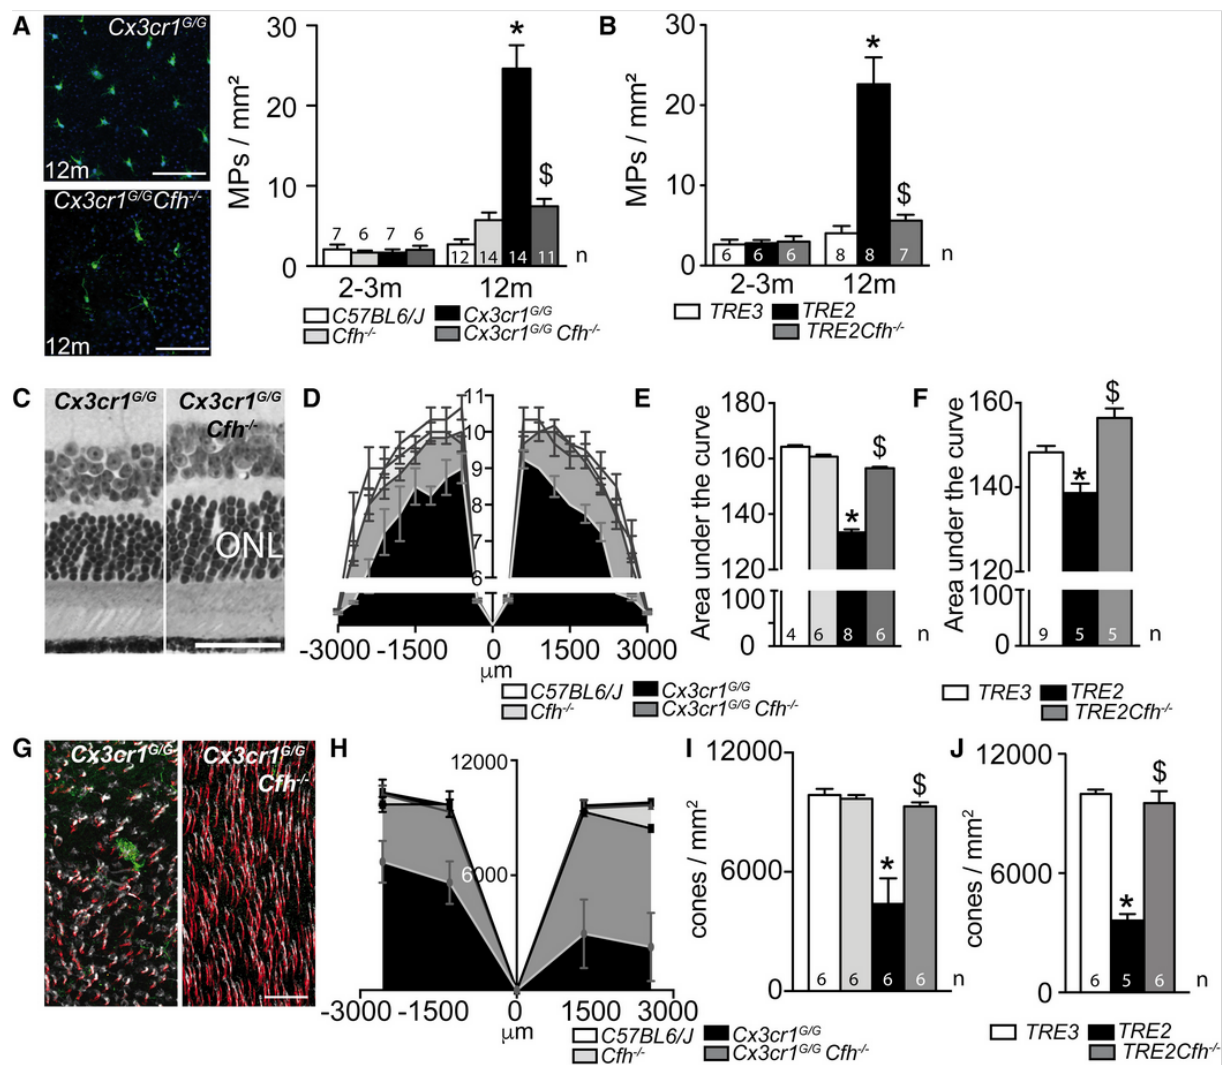 A
Cx3cr1G/G
12m
Cx3cr1G/GCfh-/-
12m
MPs / mm²
30
20
10
0
7 6 7 6
12 14 14 11 n
*
$
2-3m 12m
C57BL6/J Cx3cr1G/G
Cfh-/- Cx3cr1G/G Cfh-/-
B
MPs / mm²
30
20
10
0
6 6 6 8 8 7 n
*
$
2-3m 12m
TRE3 TRE2
TRE2Cfh-/-
C
Cx3cr1G/G
Cx3cr1G/G
Cfh-/-
ONL
D
11
10
9
8
7
6
-3000 -1500 0 1500 3000
µm
C57BL6/J Cx3cr1G/G
Cfh-/- Cx3cr1G/G Cfh-/-
E
Area under the curve
180
160
140
120
100
0
*
$
4 6 8 6 n
F
Area under the curve
160
140
120
100
0
*
$
9 5 5 n
TRE3 TRE2
TRE2Cfh-/-
G
Cx3cr1G/G
Cx3cr1G/G
Cfh-/-
H
12000
6000
-3000 -1500 0 1500 3000
µm
C57BL6/J Cx3cr1G/G
Cfh-/- Cx3cr1G/G Cfh-/-
I
cones / mm²
12000
6000
0
*
$
6 6 6 6 n
J
cones / mm²
12000
6000
0
*
$
6 5 6 n
TRE3 TRE2
TRE2Cfh-/-